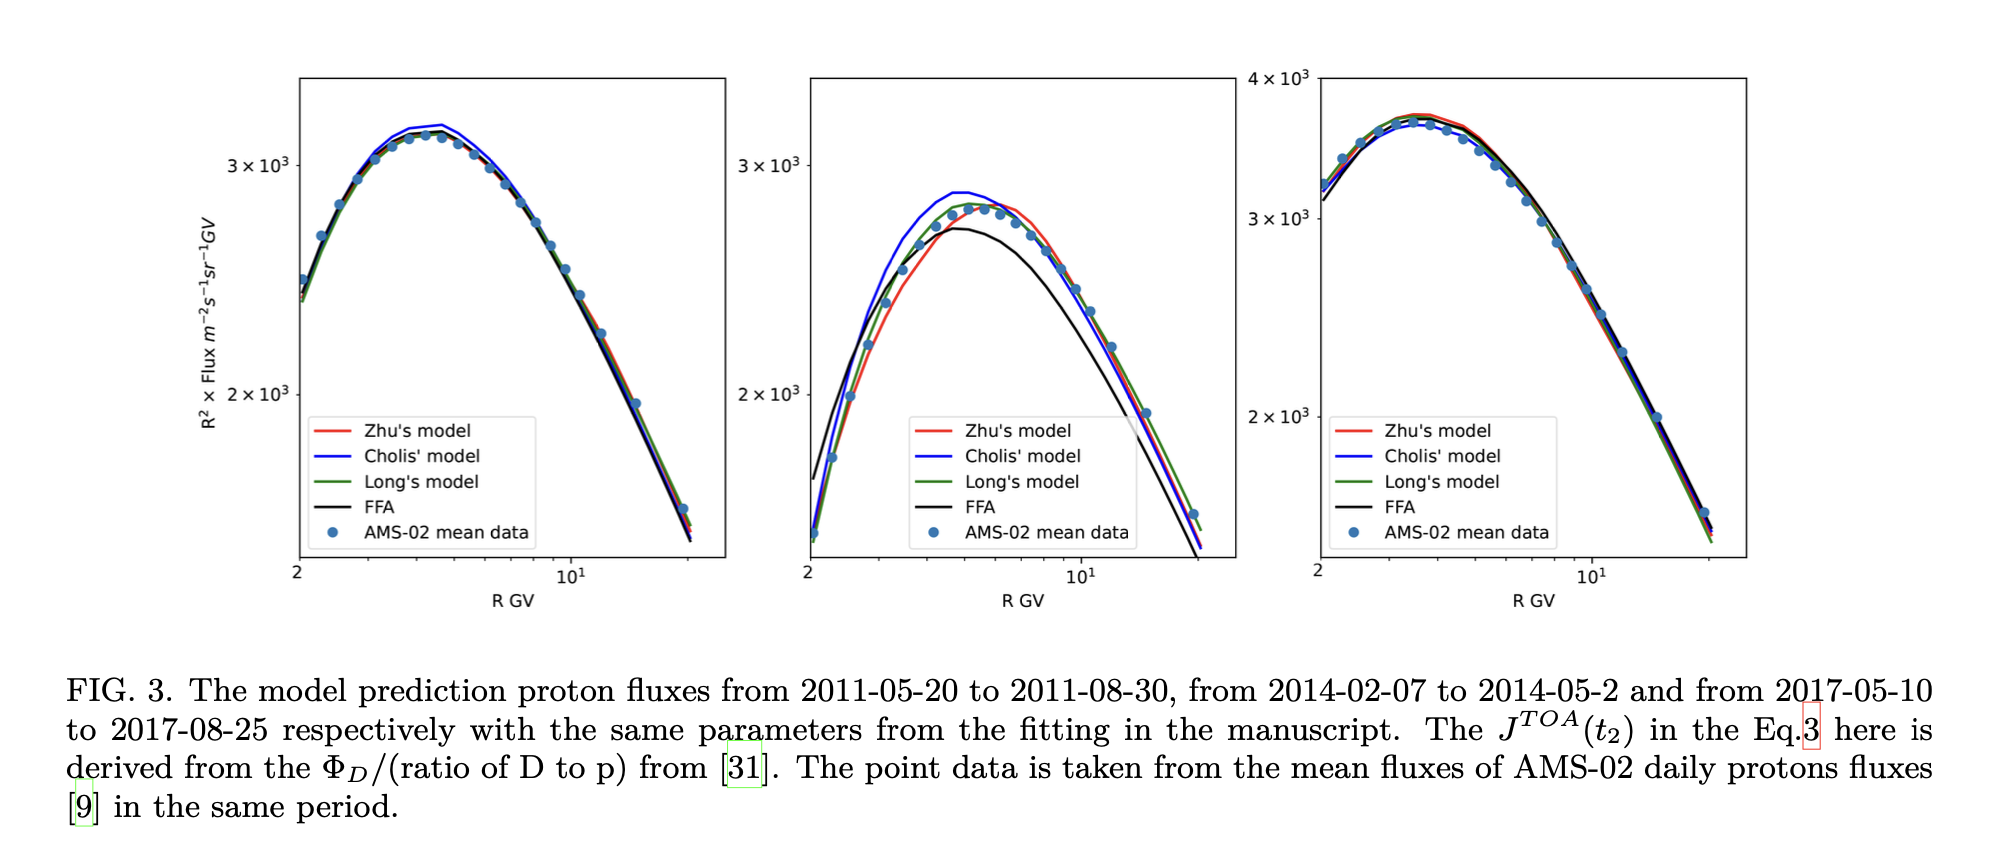 R² × Flux m⁻²s⁻¹sr⁻¹GV
3 × 10³
2 × 10³
Zhu's model
Cholis' model
Long's model
FFA
AMS-02 mean data
2
10¹
R GV
3 × 10³
2 × 10³
Zhu's model
Cholis' model
Long's model
FFA
AMS-02 mean data
2
10¹
R GV
4 × 10³
3 × 10³
2 × 10³
Zhu's model
Cholis' model
Long's model
FFA
AMS-02 mean data
2
10¹
R GV
FIG. 3. The model prediction proton fluxes from 2011-05-20 to 2011-08-30, from 2014-02-07 to 2014-05-2 and from 2017-05-10
to 2017-08-25 respectively with the same parameters from the fitting in the manuscript. The J^{TOA}(t₂) in the Eq.3 here is
derived from the Φ_D/(ratio of D to p) from [31]. The point data is taken from the mean fluxes of AMS-02 daily protons fluxes
[9] in the same period.